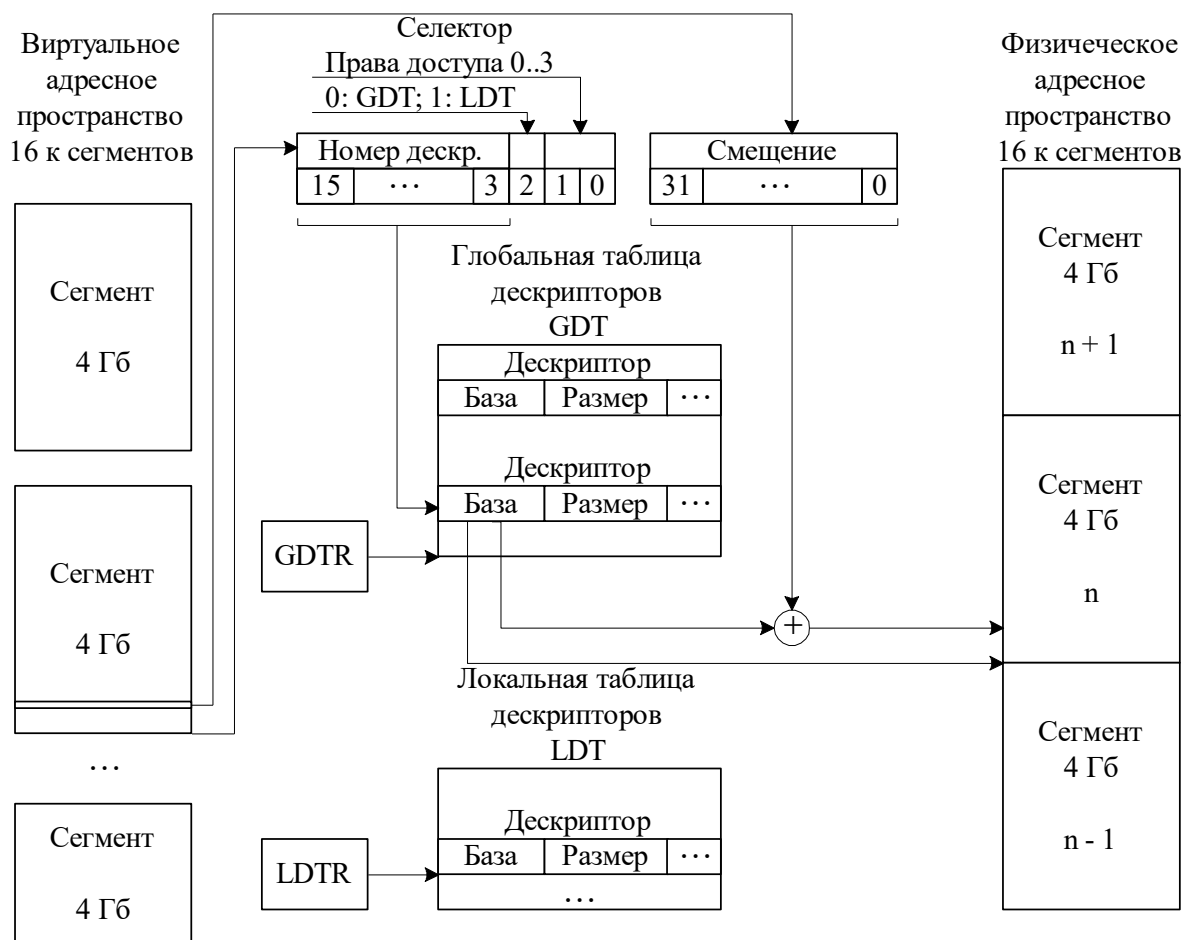 Виртуальное
адресное
пространство
16 к сегментов
Сегмент
4 Гб
Сегмент
4 Гб
...
Сегмент
4 Гб
Селектор
Права доступа 0..3
0: GDT; 1: LDT
Номер дескр.
15 ... 3 2 1 0
Смещение
31 ... 0
Глобальная таблица
дескрипторов
GDT
Дескриптор
База Размер ...
Дескриптор
База Размер ...
GDTR
+
Локальная таблица
дескрипторов
LDT
Дескриптор
База Размер ...
...
LDTR
Физичеческое
адресное
пространство
16 к сегментов
Сегмент
4 Гб
n + 1
Сегмент
4 Гб
n
Сегмент
4 Гб
n - 1